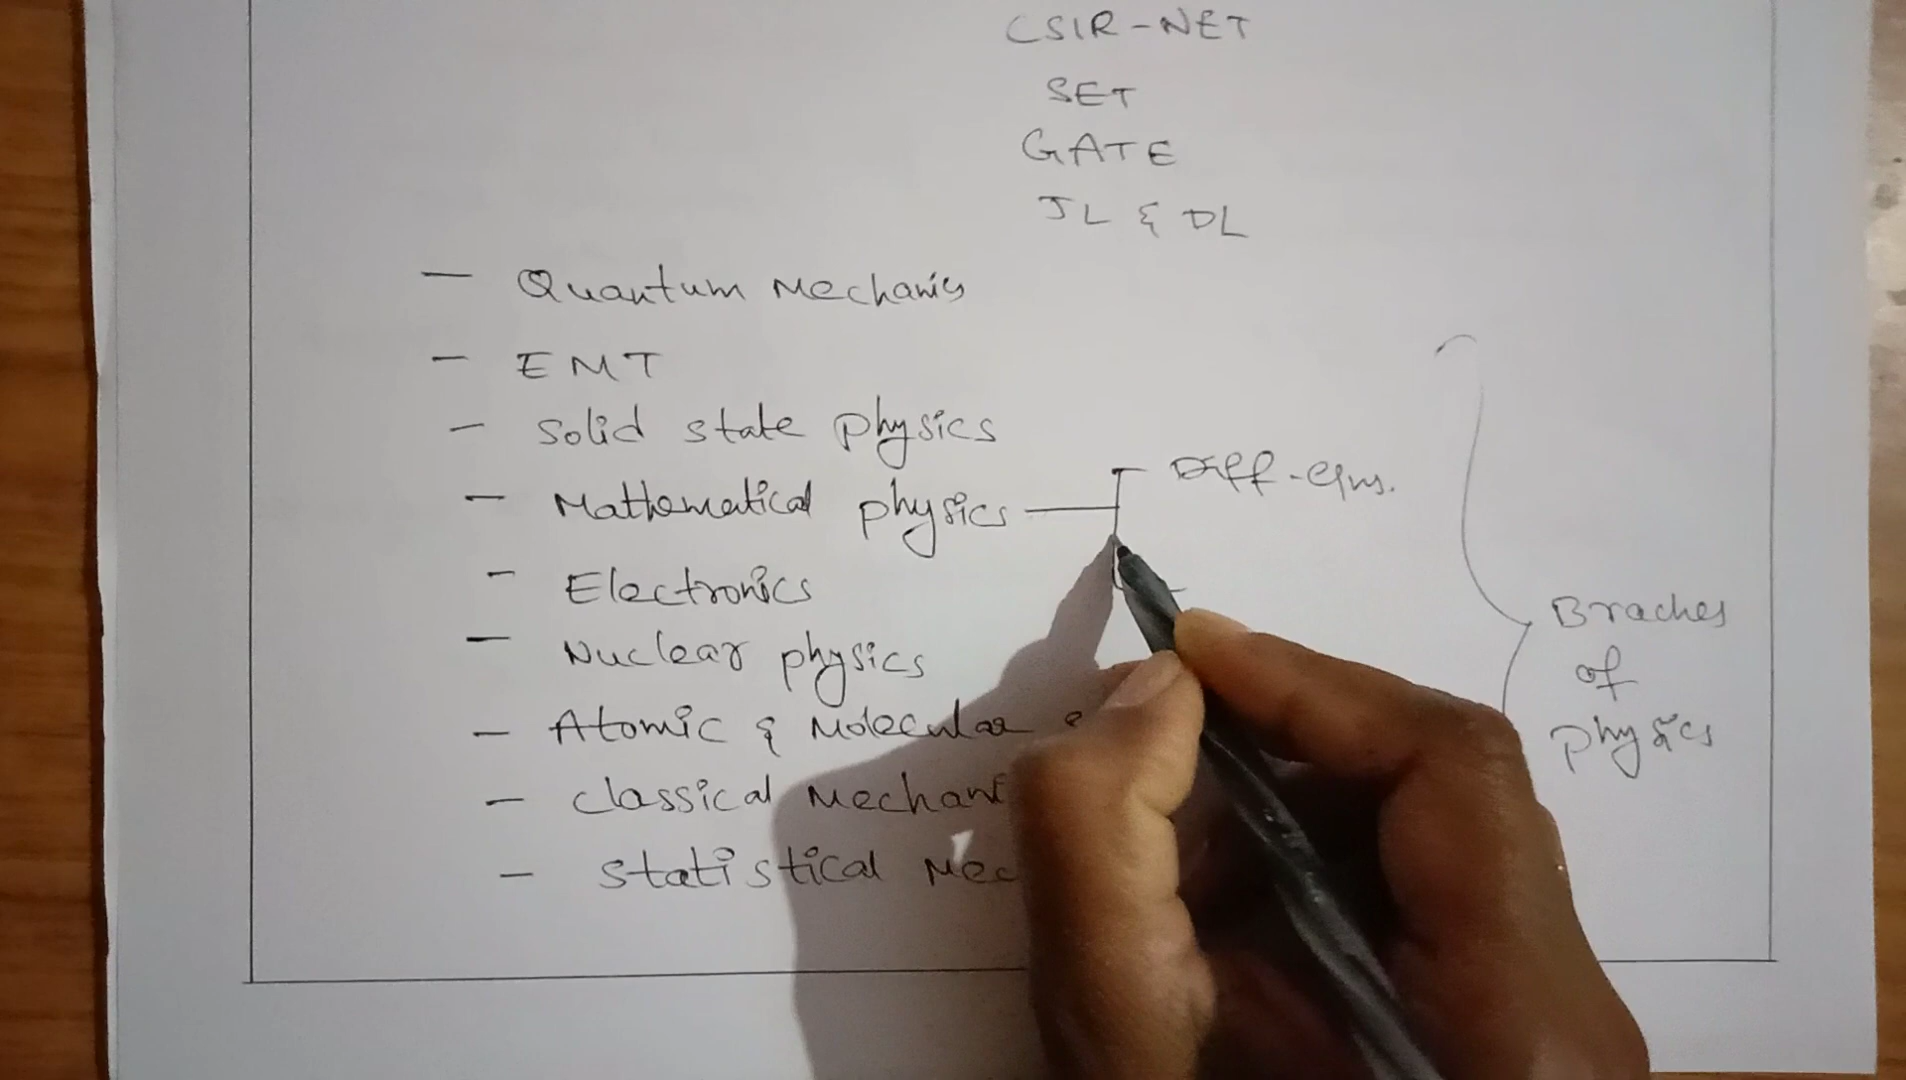 CSIR-NET
SET
GATE
JL & DL
- Quantum Mechanics
- EMT
- Solid state physics
- Mathematical physics
Diff-eqns.
- Electronics
- Nuclear physics
- Atomic & Molecular
- Classical Mechani
- Statistical Mec
Braches
of
physics